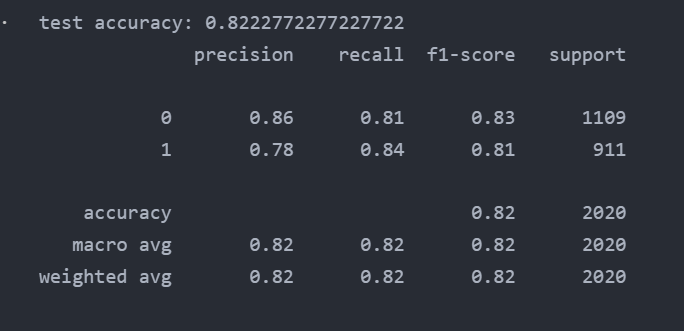 test accuracy: 0.8222772277227722
precision recall f1-score support
0 0.86 0.81 0.83 1109
1 0.78 0.84 0.81 911
accuracy 0.82 2020
macro avg 0.82 0.82 0.82 2020
weighted avg 0.82 0.82 0.82 2020